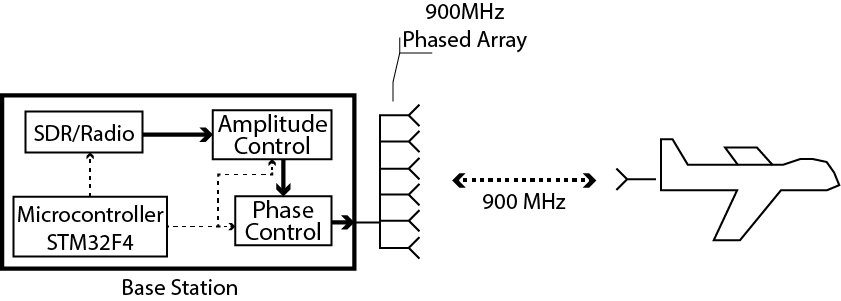 900MHz
Phased Array
SDR/Radio
Amplitude
Control
Microcontroller
STM32F4
Phase
Control
900 MHz
Base Station